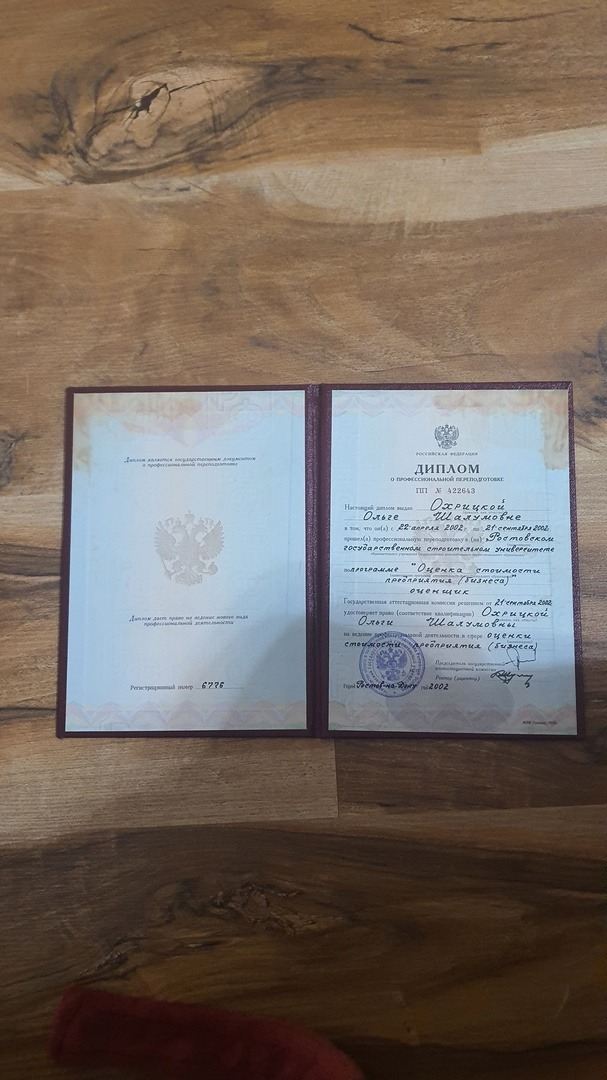 Диплом является государственным документом
о профессиональной переподготовке
Диплом дает право на ведение нового вида
профессиональной деятельности
Регистрационный номер 6776
РОССИЙСКАЯ ФЕДЕРАЦИЯ
ДИПЛОМ
О ПРОФЕССИОНАЛЬНОЙ ПЕРЕПОДГОТОВКЕ
ПП № 422643
Настоящий диплом выдан Охрицкой
Ольге Шалумовне
в том, что он(а) с 22 апреля 2002 по 21 сентября 2002
прошел(а) профессиональную переподготовку в (на) Ростовском
государственном строительном университете
по программе "Оценка стоимости
предприятия (бизнеса)"
оценщик
Государственная аттестационная комиссия решением от 21 сентября 2002
удостоверяет право (соответствие квалификации) Охрицкой
Ольги Шалумовны
на ведение профессиональной деятельности в сфере оценки
стоимости предприятия (бизнеса)
Председатель государственной
аттестационной комиссии
Ректор (директор)
Город Ростов-на-Дону год 2002